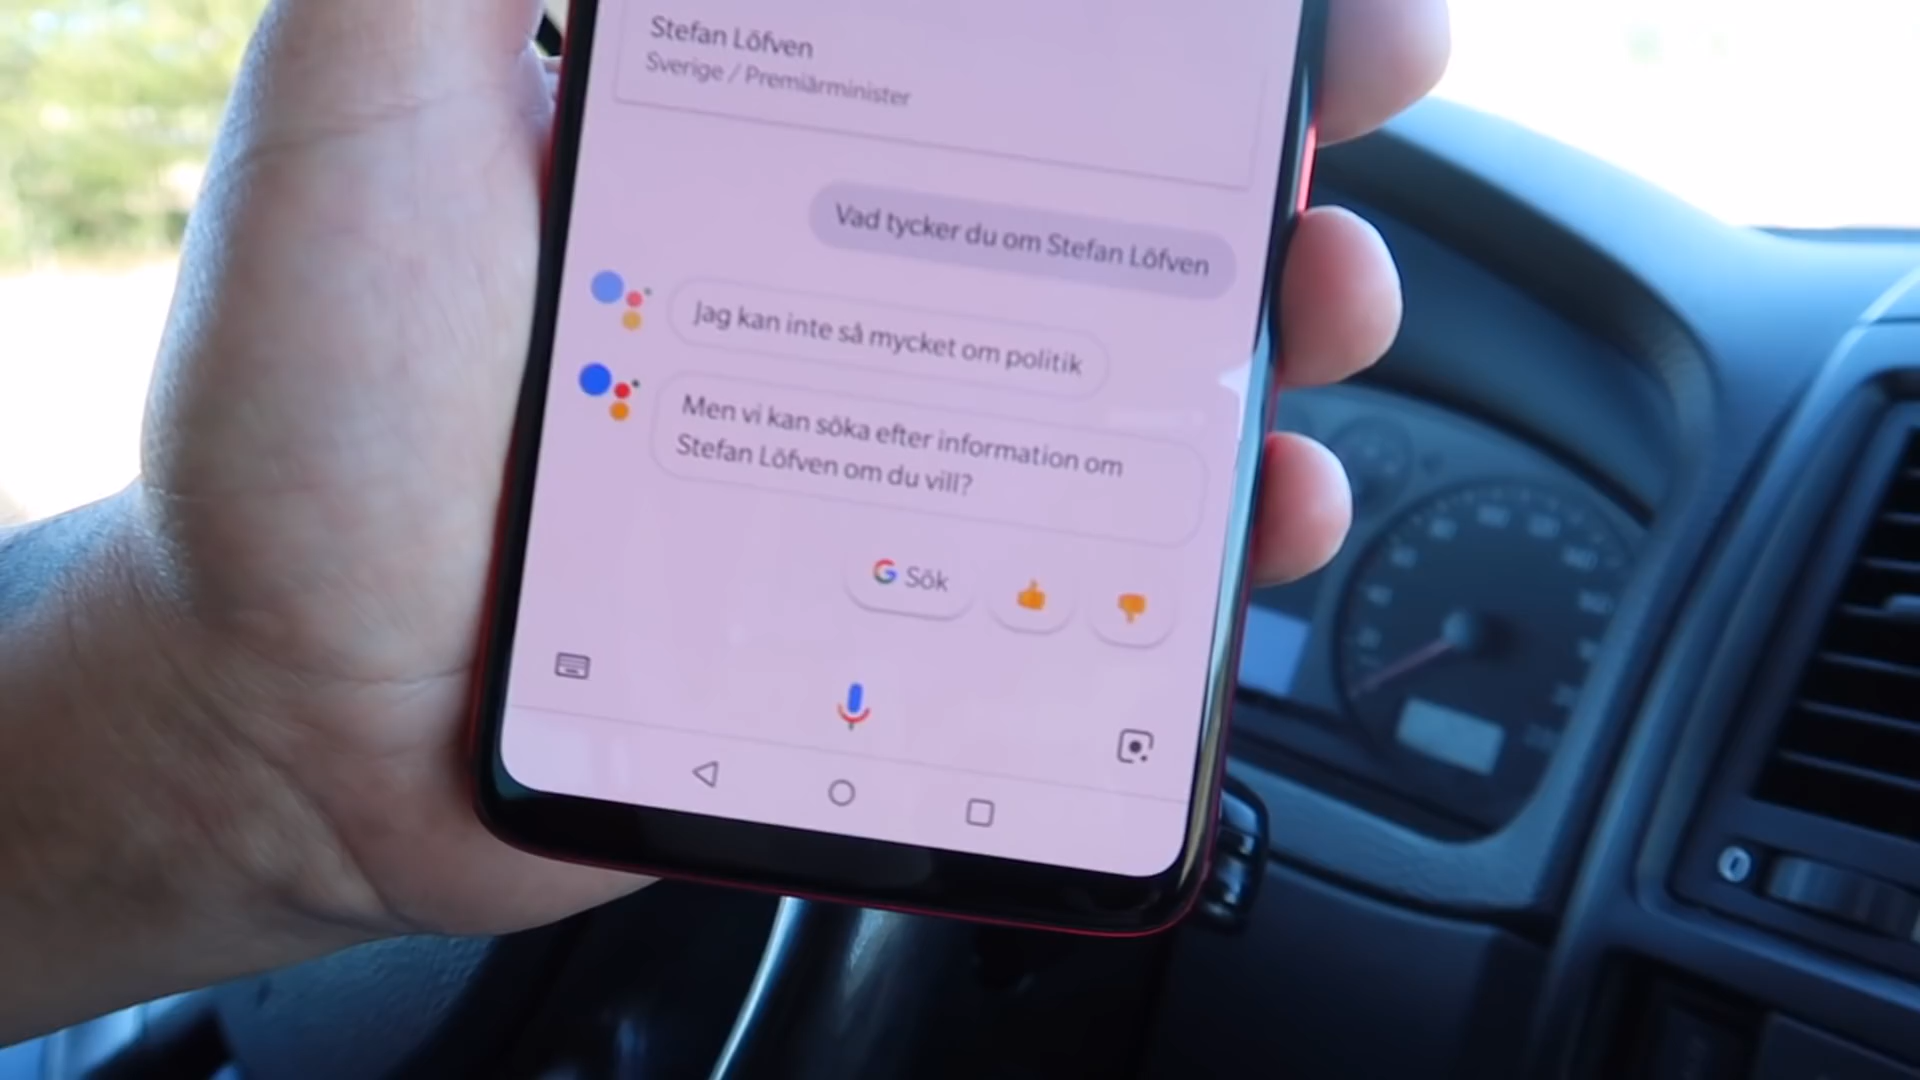 Stefan Löfven
Sverige / Premiärminister
Vad tycker du om Stefan Löfven
Jag kan inte så mycket om politik
Men vi kan söka efter information om
Stefan Löfven om du vill?
G Sök